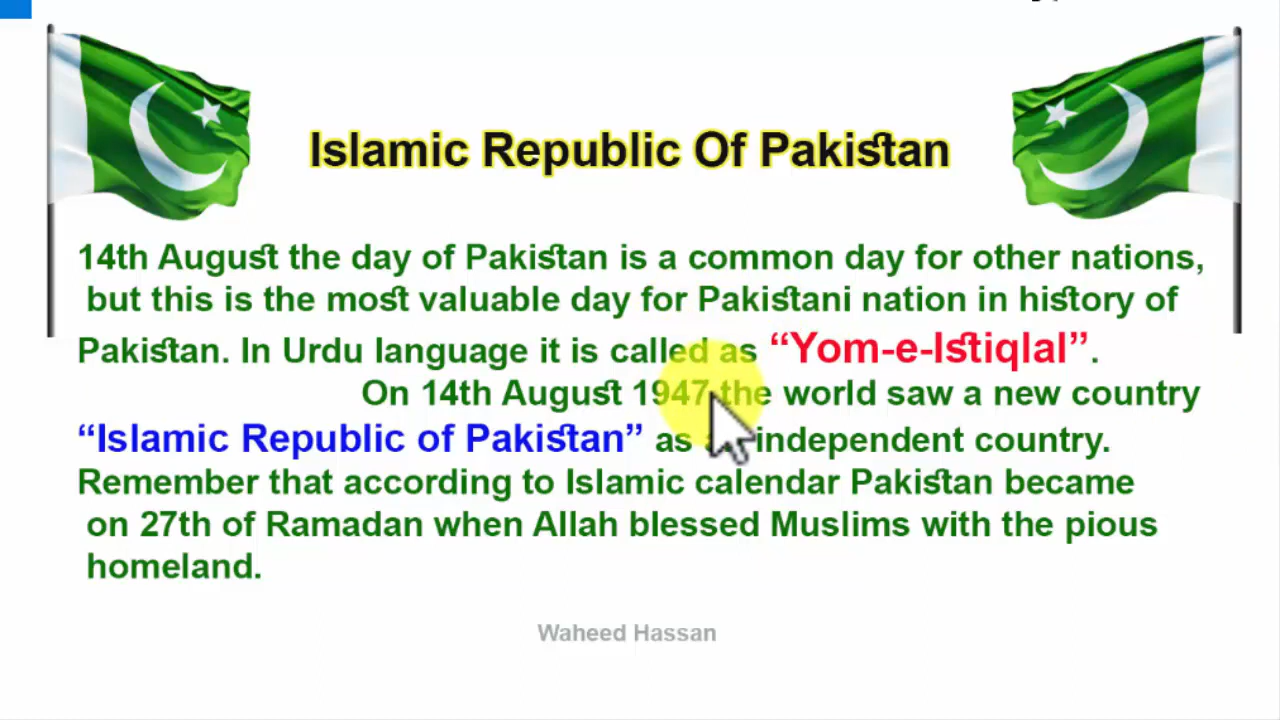 Islamic Republic Of Pakistan
14th August the day of Pakistan is a common day for other nations,
but this is the most valuable day for Pakistani nation in history of
Pakistan. In Urdu language it is called as “Yom-e-Istiqlal”.
On 14th August 1947 the world saw a new country
“Islamic Republic of Pakistan” as independent country.
Remember that according to Islamic calendar Pakistan became
on 27th of Ramadan when Allah blessed Muslims with the pious
homeland.
Waheed Hassan